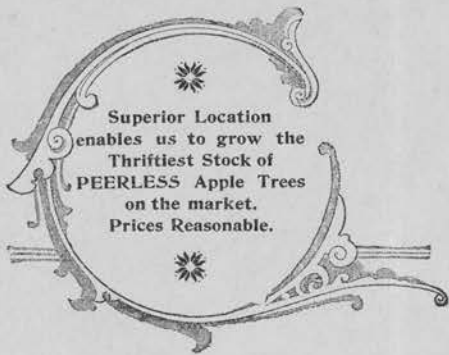 Superior Location
enables us to grow the
Thriftiest Stock of
PEERLESS Apple Trees
on the market.
Prices Reasonable.